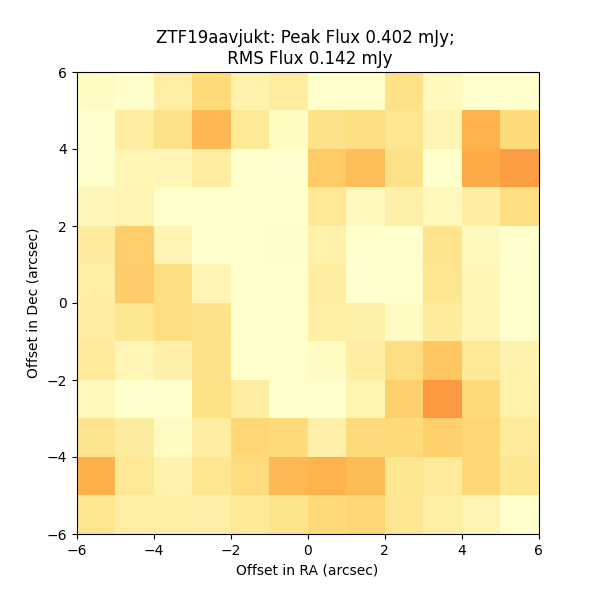 ZTF19aavjukt: Peak Flux 0.402 mJy;
RMS Flux 0.142 mJy
6
4
2
0
−2
−4
−6
Offset in Dec (arcsec)
−6 −4 −2 0 2 4 6
Offset in RA (arcsec)